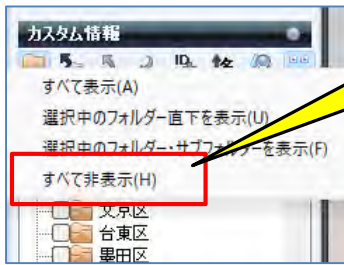 カスタム情報
すべて表示(A)
選択中のフォルダー直下を表示(U)
選択中のフォルダー・サブフォルダーを表示(F)
すべて非表示(H)
文京区
台東区
墨田区